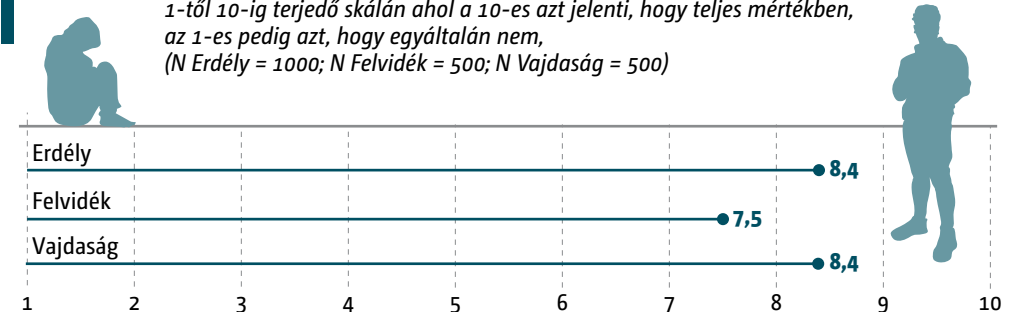 1-től 10-ig terjedő skálán ahol a 10-es azt jelenti, hogy teljes mértékben,
az 1-es pedig azt, hogy egyáltalán nem,
(N Erdély = 1000; N Felvidék = 500; N Vajdaság = 500)
Erdély
8,4
Felvidék
7,5
Vajdaság
8,4
1 2 3 4 5 6 7 8 9 10